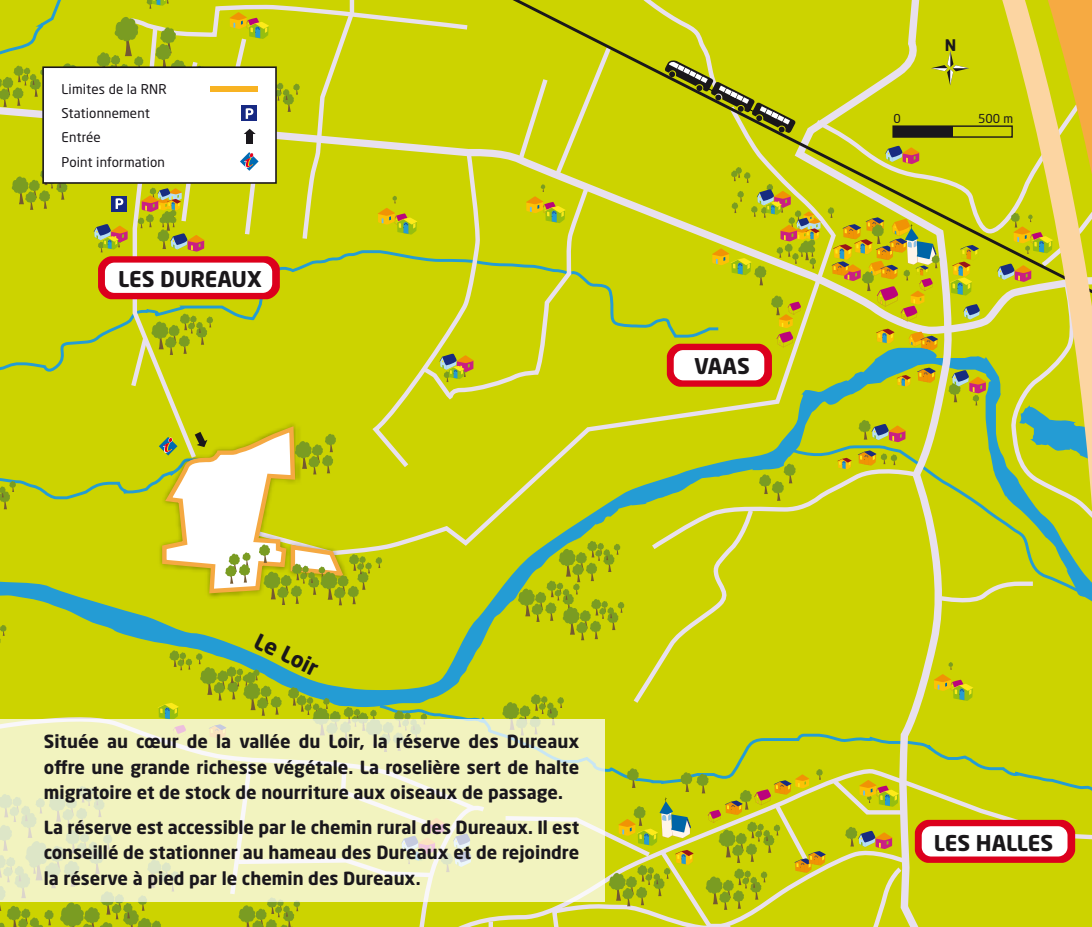 N
0 500 m
Limites de la RNR
Stationnement P
Entrée
Point information i
P
LES DUREAUX
VAAS
i
Le Loir
Située au cœur de la vallée du Loir, la réserve des Dureaux
offre une grande richesse végétale. La roselière sert de halte
migratoire et de stock de nourriture aux oiseaux de passage.
La réserve est accessible par le chemin rural des Dureaux. Il est
conseillé de stationner au hameau des Dureaux et de rejoindre
la réserve à pied par le chemin des Dureaux.
LES HALLES